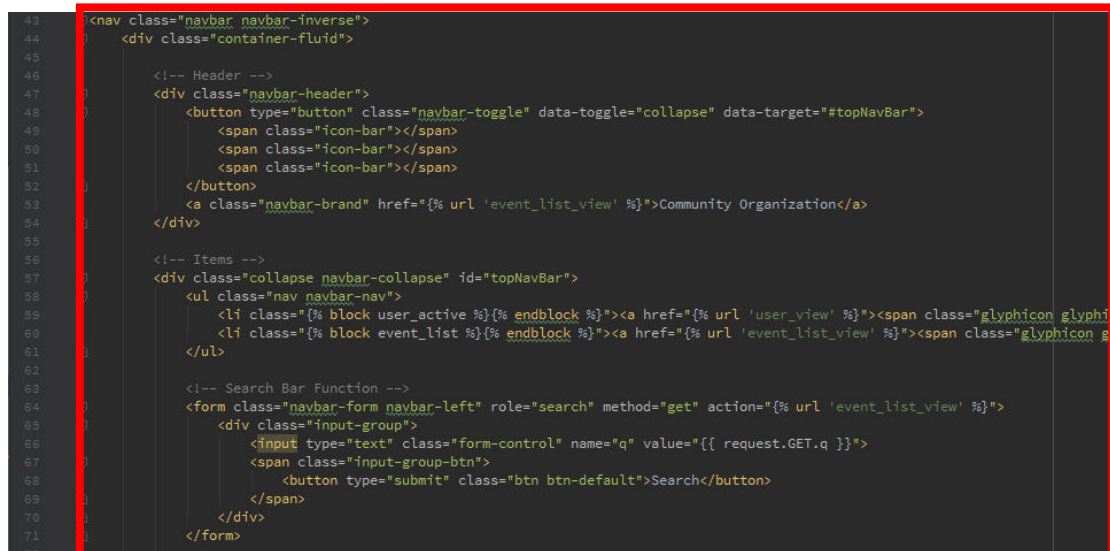 43 <nav class="navbar navbar-inverse">
44 <div class="container-fluid">
45
46 <!-- Header -->
47 <div class="navbar-header">
48 <button type="button" class="navbar-toggle" data-toggle="collapse" data-target="#topNavBar">
49 <span class="icon-bar"></span>
50 <span class="icon-bar"></span>
51 <span class="icon-bar"></span>
52 </button>
53 <a class="navbar-brand" href="{% url 'event_list_view' %}">Community Organization</a>
54 </div>
55
56 <!-- Items -->
57 <div class="collapse navbar-collapse" id="topNavBar">
58 <ul class="nav navbar-nav">
59 <li class="{% block user_active %}{% endblock %}"><a href="{% url 'user_view' %}"><span class="glyphicon glyphi
60 <li class="{% block event_list %}{% endblock %}"><a href="{% url 'event_list_view' %}"><span class="glyphicon g
61 </ul>
62
63 <!-- Search Bar Function -->
64 <form class="navbar-form navbar-left" role="search" method="get" action="{% url 'event_list_view' %}">
65 <div class="input-group">
66 <input type="text" class="form-control" name="q" value="{{ request.GET.q }}">
67 <span class="input-group-btn">
68 <button type="submit" class="btn btn-default">Search</button>
69 </span>
70 </div>
71 </form>